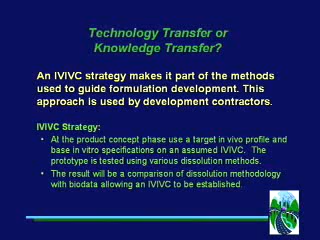 Technology Transfer or
Knowledge Transfer?
An IVIVC strategy makes it part of the methods
used to guide formulation development. This
approach is used by development contractors.
IVIVC Strategy:
• At the product concept phase use a target in vivo profile and
base in vitro specifications on an assumed IVIVC. The
prototype is tested using various dissolution methods.
• The result will be a comparison of dissolution methodology
with biodata allowing an IVIVC to be established.